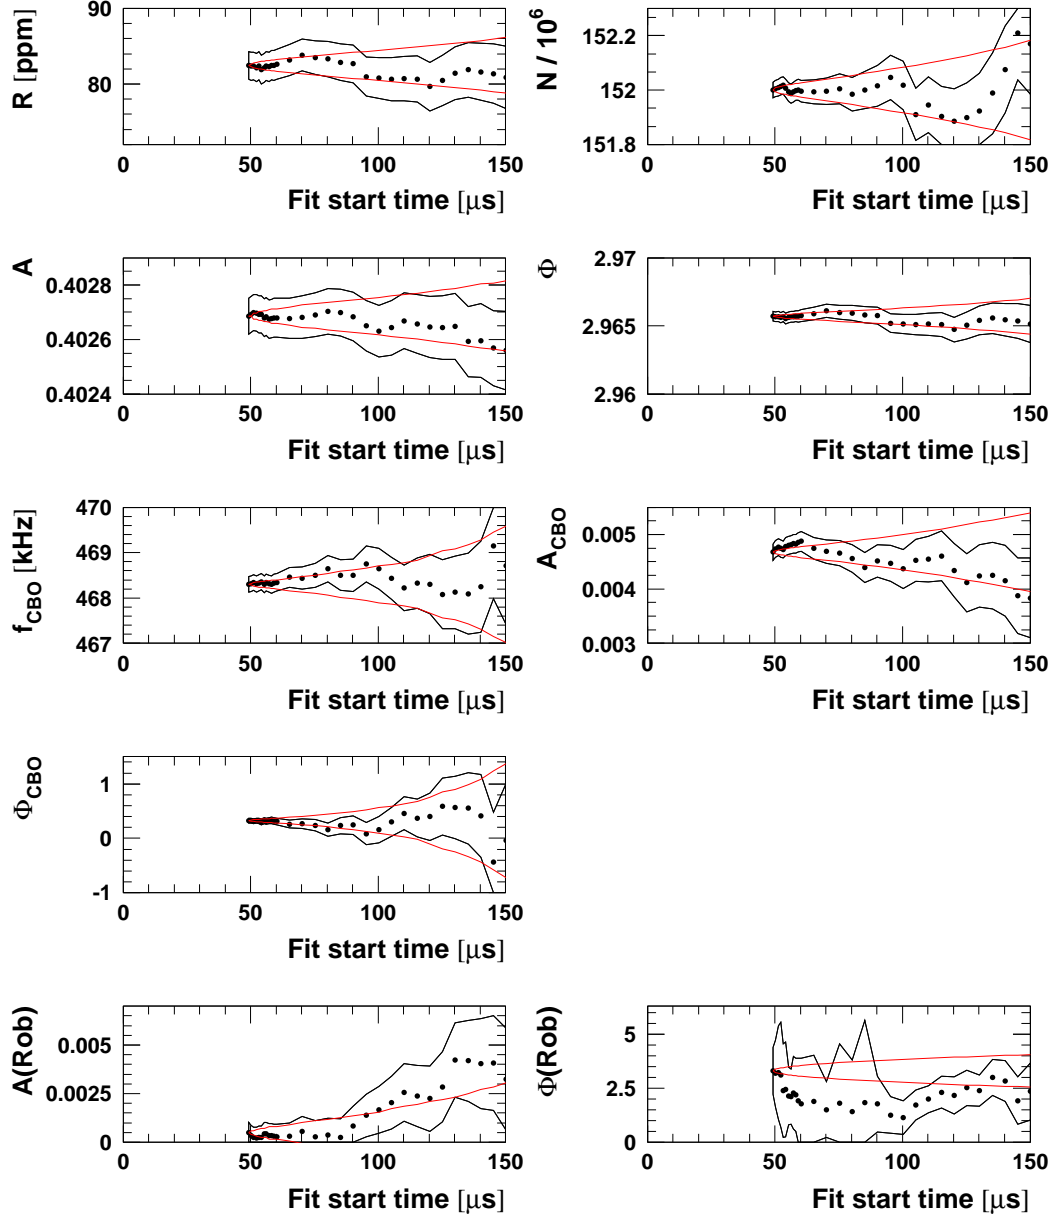 R [ppm]
90
80
0 50 100 150
Fit start time [μs]
N / 10^6
152.2
152
151.8
0 50 100 150
Fit start time [μs]
A
0.4028
0.4026
0.4024
0 50 100 150
Fit start time [μs]
Φ
2.97
2.965
2.96
0 50 100 150
Fit start time [μs]
f_CBO [kHz]
470
469
468
467
0 50 100 150
Fit start time [μs]
A_CBO
0.005
0.004
0.003
0 50 100 150
Fit start time [μs]
Φ_CBO
1
0
-1
0 50 100 150
Fit start time [μs]
A(Rob)
0.005
0.0025
0
0 50 100 150
Fit start time [μs]
Φ(Rob)
5
2.5
0
0 50 100 150
Fit start time [μs]